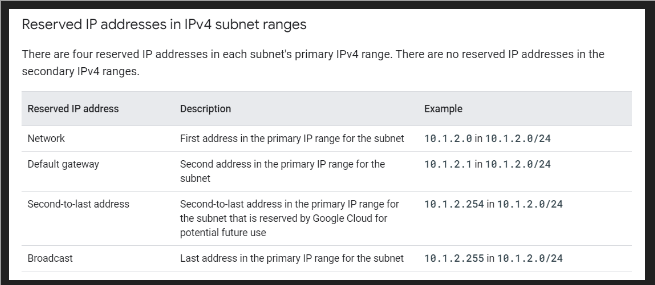 Reserved IP addresses in IPv4 subnet ranges
There are four reserved IP addresses in each subnet's primary IPv4 range. There are no reserved IP addresses in the
secondary IPv4 ranges.
Reserved IP address Description Example
Network First address in the primary IP range for the subnet 10.1.2.0 in 10.1.2.0/24
Default gateway Second address in the primary IP range for the 10.1.2.1 in 10.1.2.0/24
subnet
Second-to-last address Second-to-last address in the primary IP range for 10.1.2.254 in 10.1.2.0/24
the subnet that is reserved by Google Cloud for
potential future use
Broadcast Last address in the primary IP range for the subnet 10.1.2.255 in 10.1.2.0/24